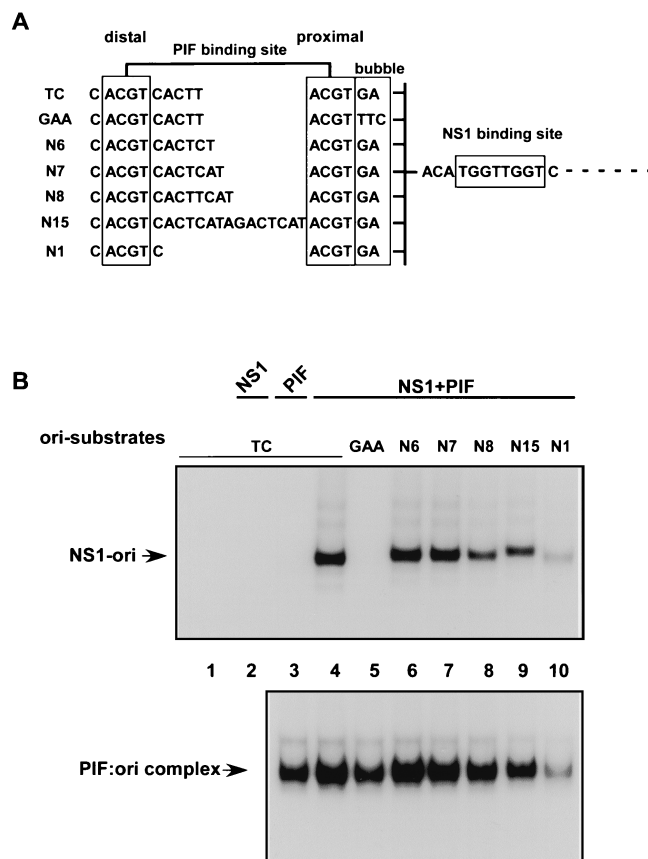 A
distal proximal
PIF binding site
bubble
TC C ACGT CACTT ACGT GA
GAA C ACGT CACTT ACGT TTC
NS1 binding site
N6 C ACGT CACTCT ACGT GA
N7 C ACGT CACTCAT ACGT GA ACA TGGTTGGT C
N8 C ACGT CACTTCAT ACGT GA
N15 C ACGT CACTCATAGACTCAT ACGT GA
N1 C ACGT C ACGT GA
B
NS1 PIF NS1+PIF
ori-substrates TC GAA N6 N7 N8 N15 N1
NS1-ori
1 2 3 4 5 6 7 8 9 10
PIF:ori complex